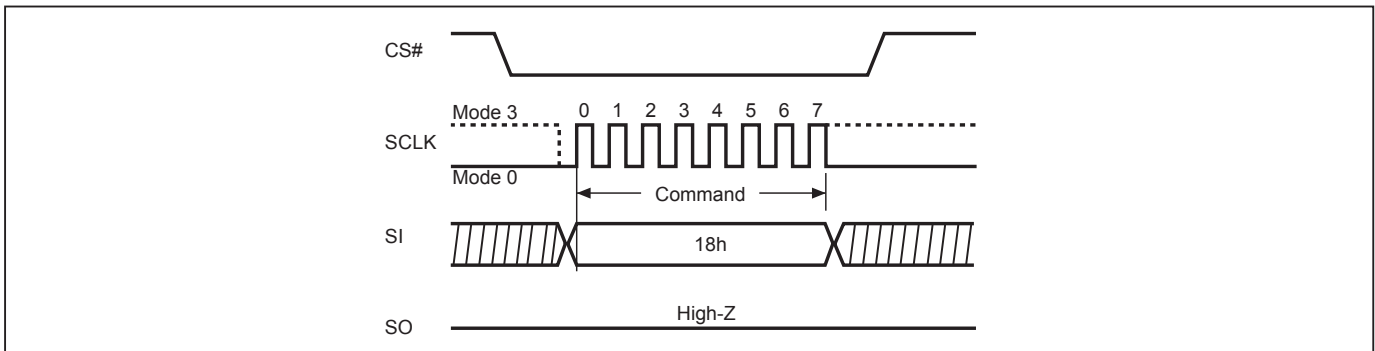 CS#
Mode 3
0 1 2 3 4 5 6 7
SCLK
Mode 0
Command
SI
18h
High-Z
SO